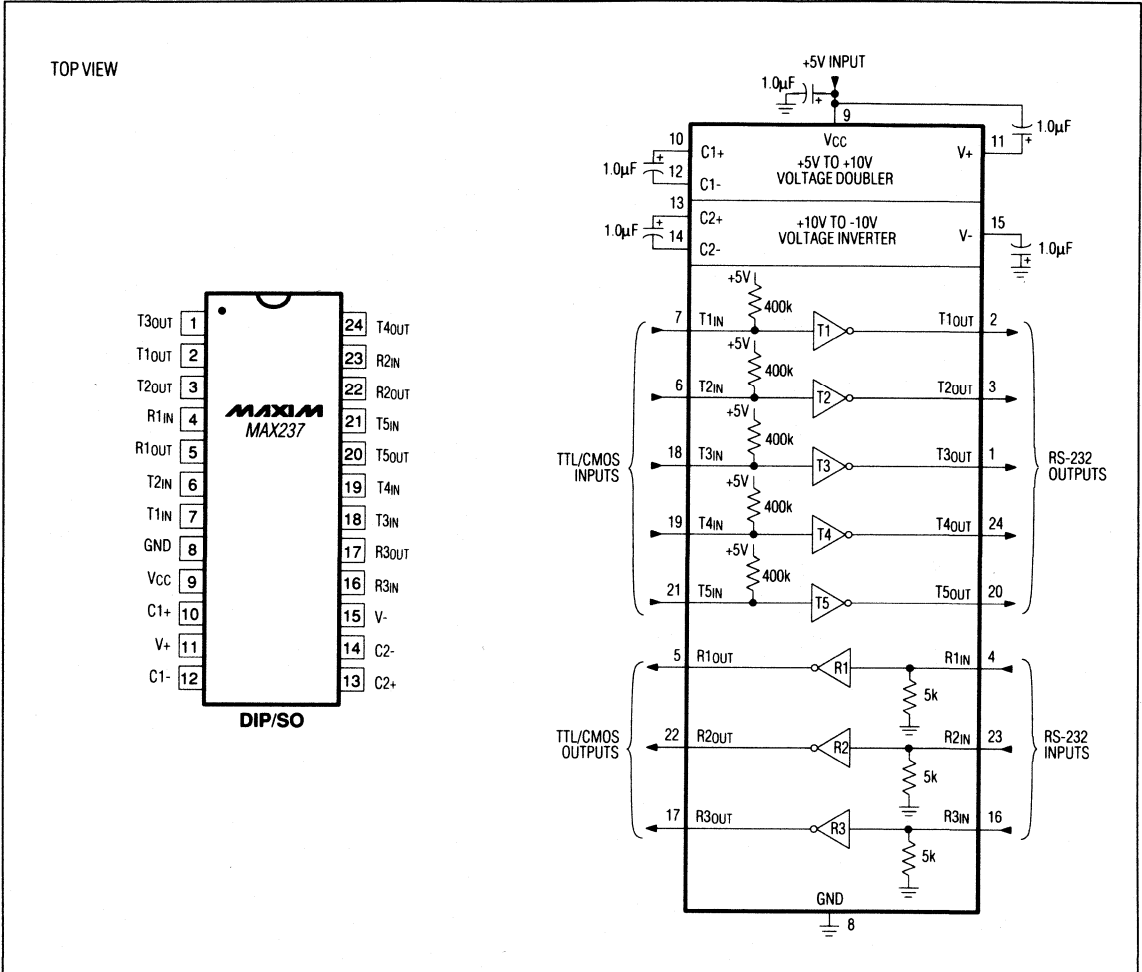 TOP VIEW
T3OUT 1
T1OUT 2
T2OUT 3
R1IN 4
R1OUT 5
T2IN 6
T1IN 7
GND 8
VCC 9
C1+ 10
V+ 11
C1- 12
MAXIM
MAX237
24 T4OUT
23 R2IN
22 R2OUT
21 T5IN
20 T5OUT
19 T4IN
18 T3IN
17 R3OUT
16 R3IN
15 V-
14 C2-
13 C2+
DIP/SO
+5V INPUT
1.0µF
+
9
1.0µF
+
10 C1+
VCC
V+ 11
1.0µF
+
12 C1-
+5V TO +10V
VOLTAGE DOUBLER
13 C2+
1.0µF
+
14 C2-
+10V TO -10V
VOLTAGE INVERTER
V- 15
1.0µF
+
+5V
400k
7 T1IN T1 T1OUT 2
+5V
400k
6 T2IN T2 T2OUT 3
+5V
400k
18 T3IN T3 T3OUT 1
TTL/CMOS
INPUTS
RS-232
OUTPUTS
+5V
400k
19 T4IN T4 T4OUT 24
+5V
400k
21 T5IN T5 T5OUT 20
5 R1OUT R1 R1IN 4
5k
TTL/CMOS
OUTPUTS
22 R2OUT R2 R2IN 23
RS-232
INPUTS
5k
17 R3OUT R3 R3IN 16
5k
GND
8